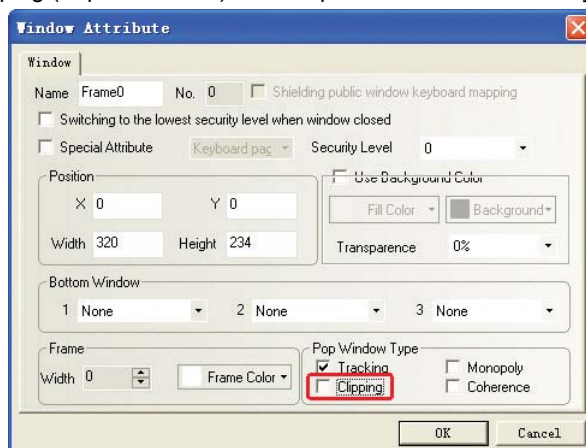 Window Attribute
Window
Name Frame0 No. 0 Shielding public window keyboard mapping
Switching to the lowest security level when window closed
Special Attribute Keyboard pag Security Level 0
Position Use Background Color
X 0 Y 0 Fill Color Background
Width 320 Height 234 Transparence 0%
Bottom Window
1 None 2 None 3 None
Frame Pop Window Type
Tracking Monopoly
Width 0 Frame Color Clipping Coherence
OK Cancel